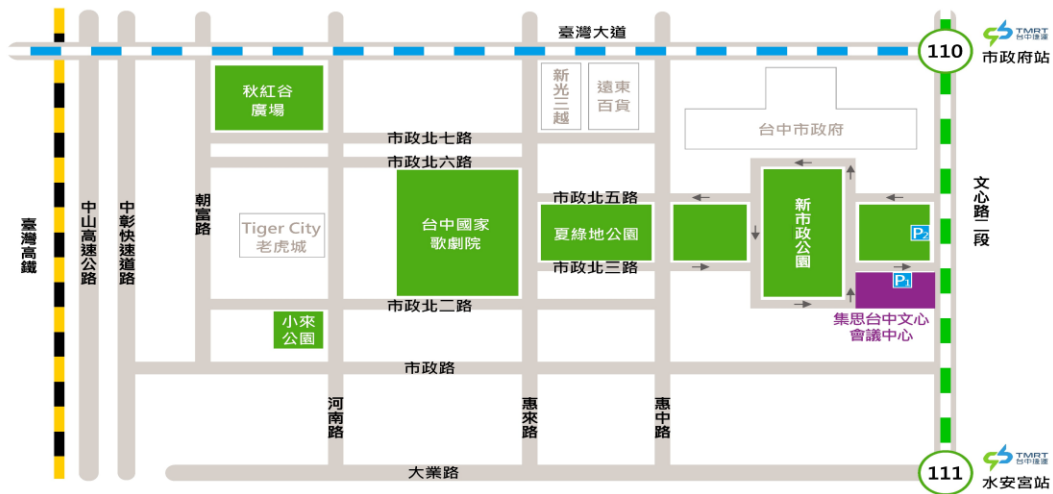 臺灣大道
110
TMRT
台中捷運
市政府站
秋紅谷
廣場
新光三越
遠東
百貨
台中市政府
市政北七路
市政北六路
文心路二段
臺灣高鐵
中山高速公路
中彰快速道路
朝富路
Tiger City
老虎城
台中國家
歌劇院
市政北五路
夏綠地公園
新市政公園
P2
市政北三路
P1
市政北二路
小來
公園
集思台中文心
會議中心
市政路
河南路
惠來路
惠中路
大業路
111
TMRT
台中捷運
水安宮站